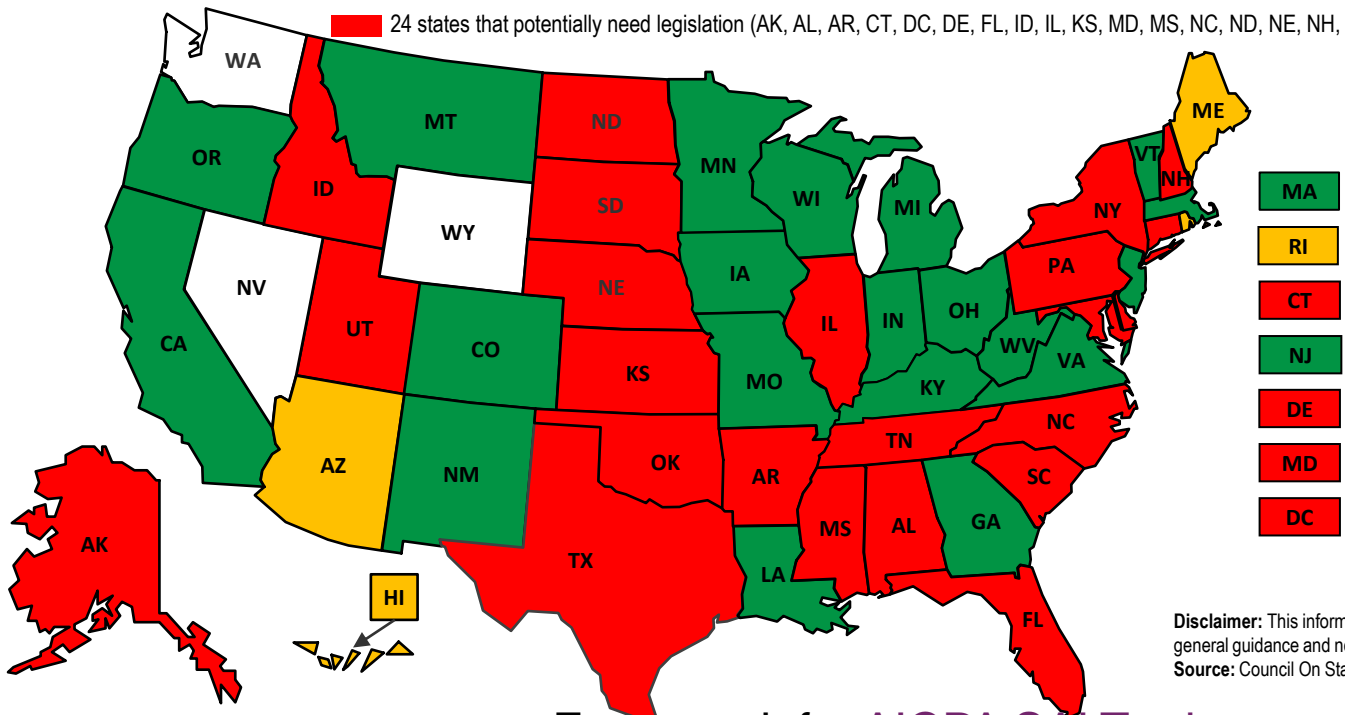 24 states that potentially need legislation (AK, AL, AR, CT, DC, DE, FL, ID, IL, KS, MD, MS, NC, ND, NE, NH,
WA
ME
MT
ND
MN
VT
OR
WI
NH
MA
ID
SD
MI
NY
WY
RI
PA
IA
NV
NE
CT
OH
IL
IN
UT
CA
CO
WV
VA
NJ
KS
MO
KY
DE
NC
TN
AZ
OK
NM
AR
SC
MD
MS
AL
GA
DC
AK
TX
LA
HI
FL
Disclaimer: This inform
general guidance and n
Source: Council On Sta